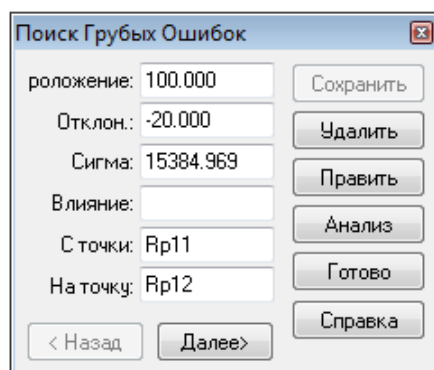 Поиск Грубых Ошибок
роложение: 100.000
Сохранить
Отклон.: -20.000
Удалить
Сигма: 15384.969
Править
Влияние:
Анализ
С точки: Rp11
Готово
На точку: Rp12
Справка
< Назад
Далее>